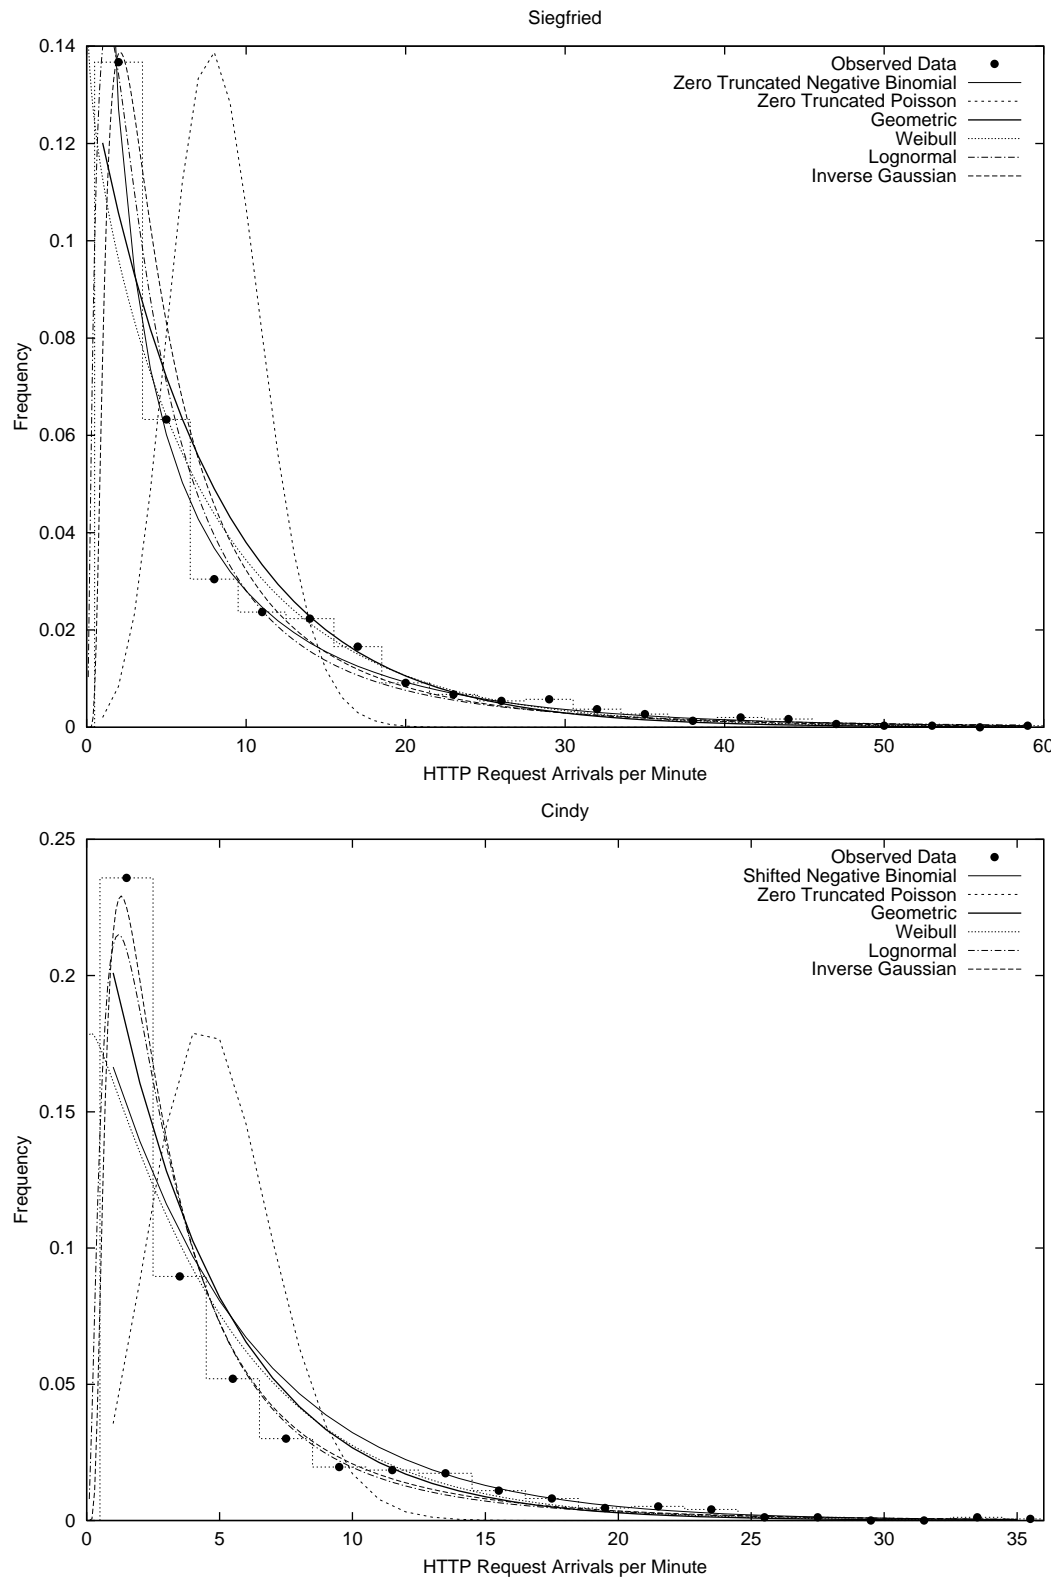 Siegfried
0.14
0.12
0.1
0.08
0.06
0.04
0.02
0
Frequency
Observed Data
Zero Truncated Negative Binomial
Zero Truncated Poisson
Geometric
Weibull
Lognormal
Inverse Gaussian
0 10 20 30 40 50 60
HTTP Request Arrivals per Minute
Cindy
0.25
0.2
0.15
0.1
0.05
0
Frequency
Observed Data
Shifted Negative Binomial
Zero Truncated Poisson
Geometric
Weibull
Lognormal
Inverse Gaussian
0 5 10 15 20 25 30 35
HTTP Request Arrivals per Minute